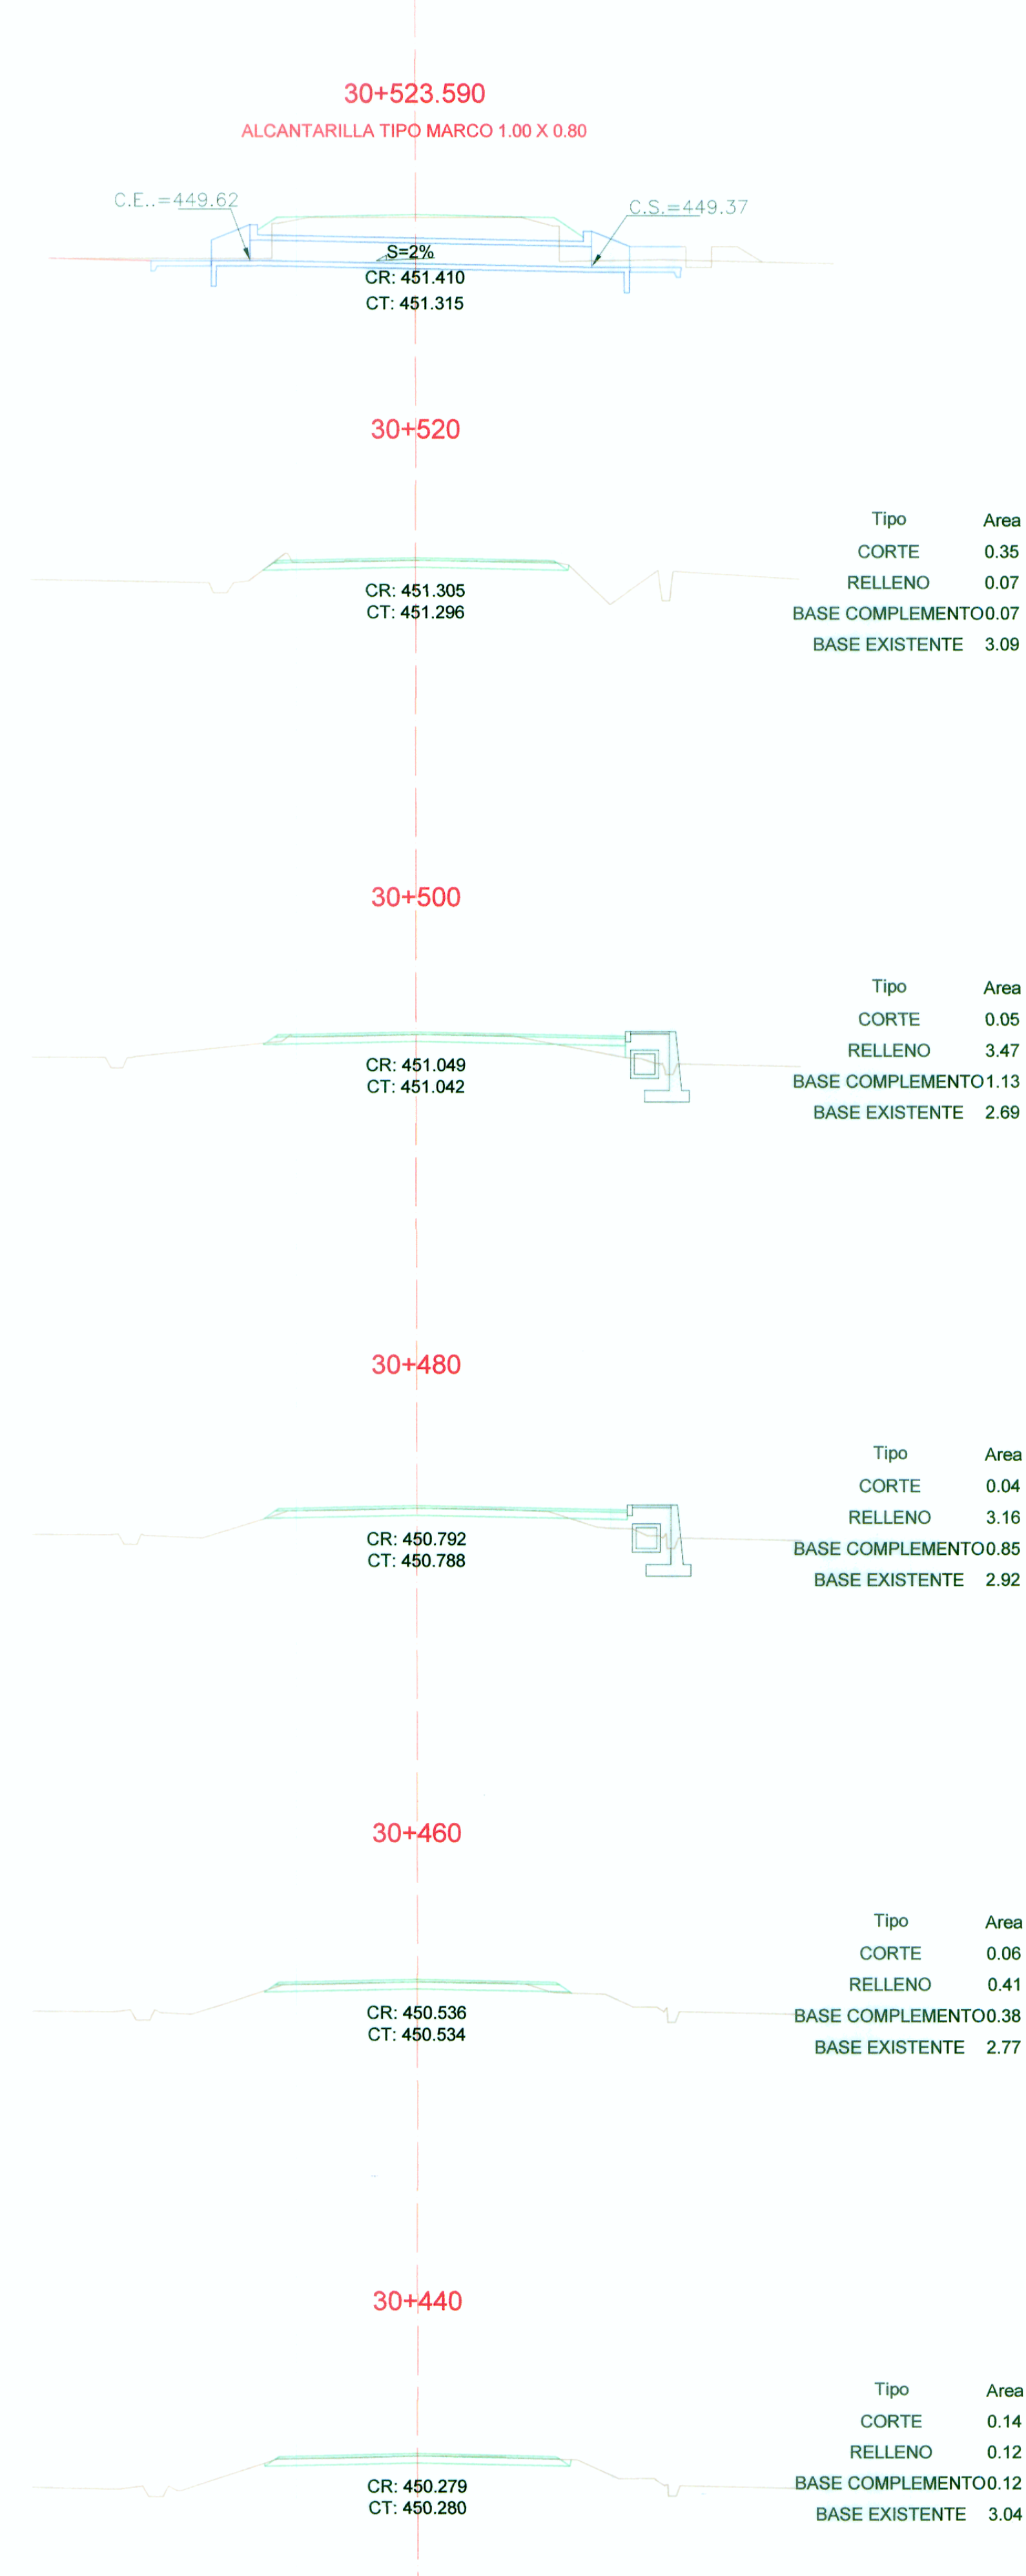 30+523.590
ALCANTARILLA TIPO MARCO 1.00 X 0.80
C.E..=449.62
C.S.=449.37
S=2%
CR: 451.410
CT: 451.315
30+520
Tipo Area
CORTE 0.35
RELLENO 0.07
BASE COMPLEMENTO 0.07
BASE EXISTENTE 3.09
CR: 451.305
CT: 451.296
30+500
Tipo Area
CORTE 0.05
RELLENO 3.47
BASE COMPLEMENTO 1.13
BASE EXISTENTE 2.69
CR: 451.049
CT: 451.042
30+480
Tipo Area
CORTE 0.04
RELLENO 3.16
BASE COMPLEMENTO 0.85
BASE EXISTENTE 2.92
CR: 450.792
CT: 450.788
30+460
Tipo Area
CORTE 0.06
RELLENO 0.41
BASE COMPLEMENTO 0.38
BASE EXISTENTE 2.77
CR: 450.536
CT: 450.534
30+440
Tipo Area
CORTE 0.14
RELLENO 0.12
BASE COMPLEMENTO 0.12
BASE EXISTENTE 3.04
CR: 450.279
CT: 450.280